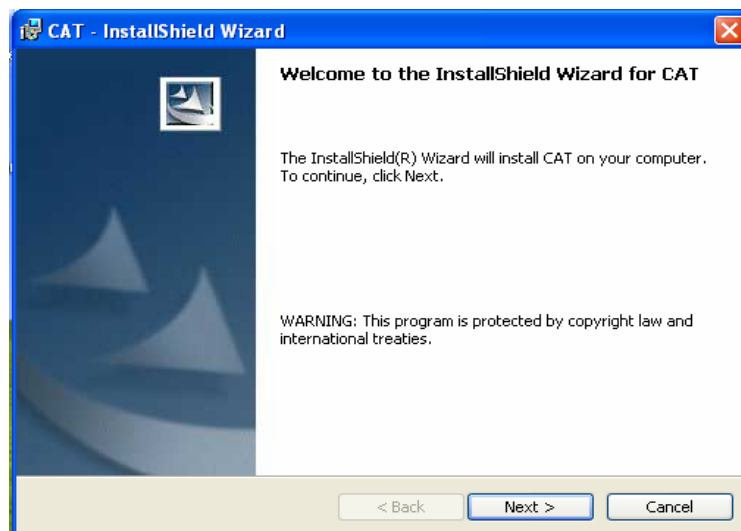 CAT - InstallShield Wizard
Welcome to the InstallShield Wizard for CAT
The InstallShield(R) Wizard will install CAT on your computer.
To continue, click Next.
WARNING: This program is protected by copyright law and
international treaties.
< Back
Next >
Cancel